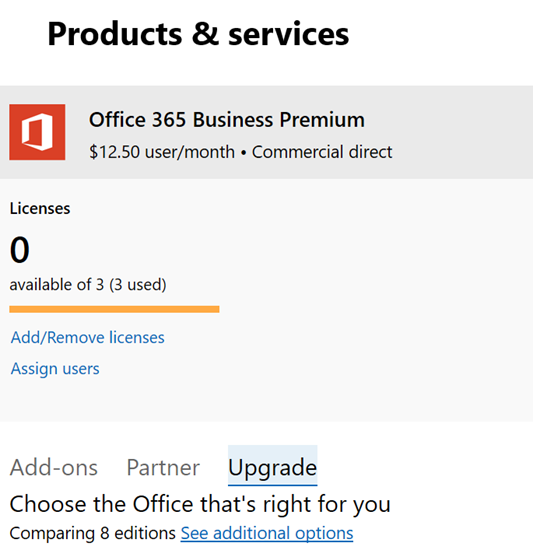 Products & services
Office 365 Business Premium
$12.50 user/month • Commercial direct
Licenses
0
available of 3 (3 used)
Add/Remove licenses
Assign users
Add-ons Partner Upgrade
Choose the Office that's right for you
Comparing 8 editions See additional options